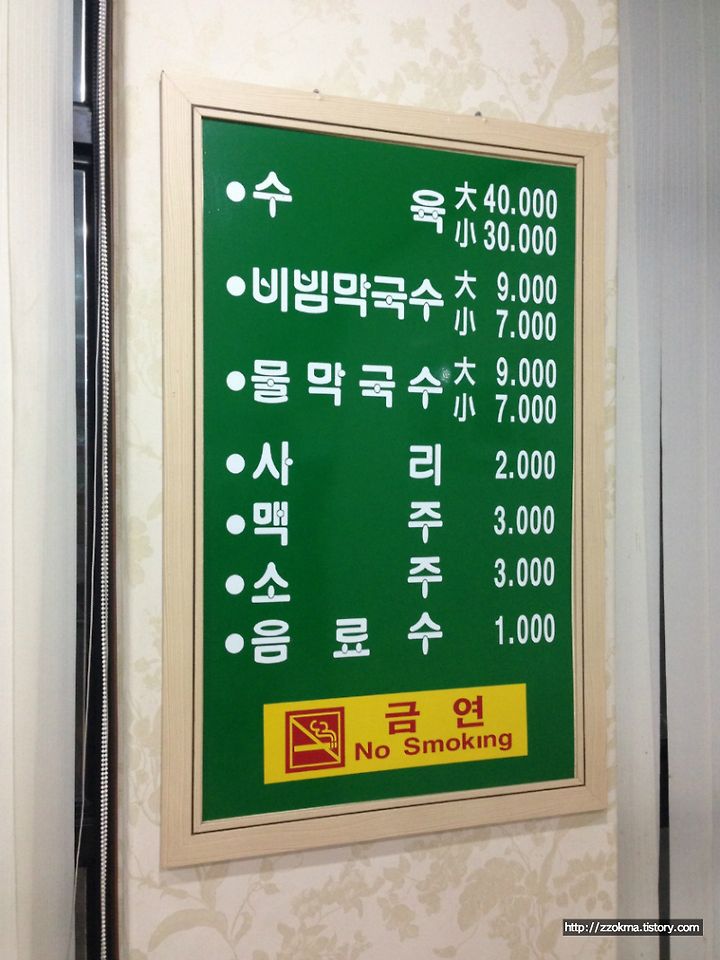 ●수 육 大 40.000
小 30.000
●비빔막국수 大 9.000
小 7.000
●물막국수 大 9.000
小 7.000
●사 리 2.000
●맥 주 3.000
●소 주 3.000
●음 료 수 1.000
금 연
No Smoking
http://zzokma.tistory.com